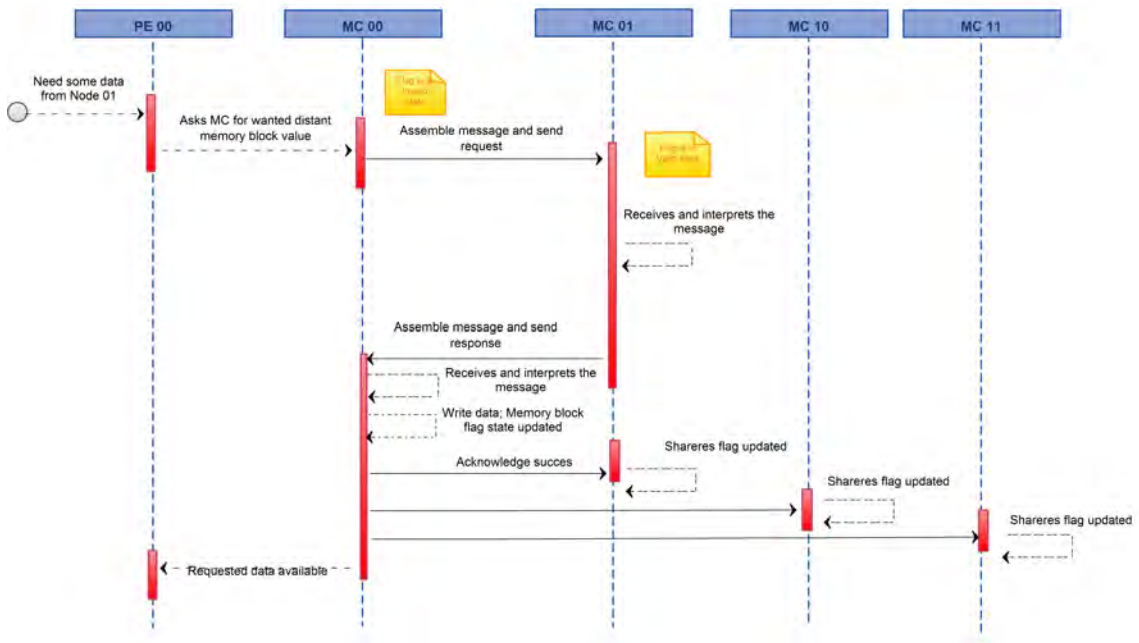 PE 00
MC 00
MC 01
MC 10
MC 11
Need some data
from Node 01
Asks MC for wanted distant
memory block value
Assemble message and send
request
Receives and interprets the
message
Assemble message and send
response
Receives and interprets the
message
Write data; Memory block
flag state updated
Acknowledge succes
Shareres flag updated
Shareres flag updated
Shareres flag updated
Requested data available